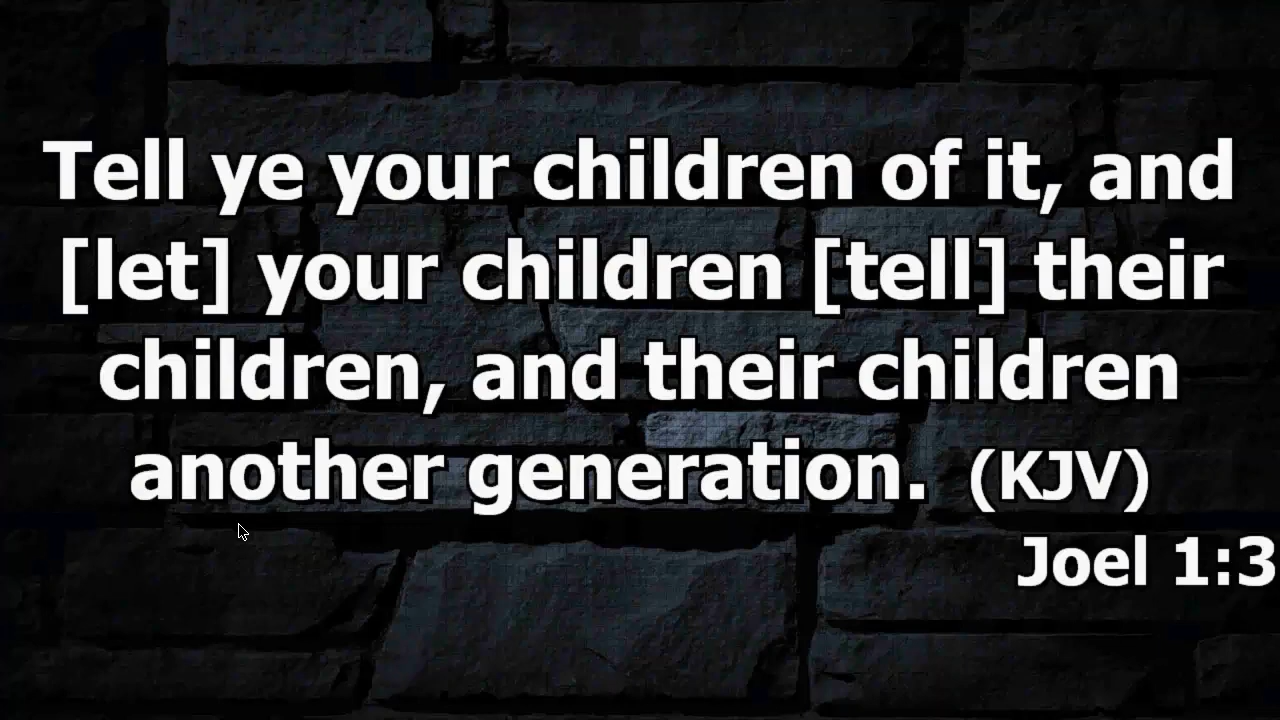 Tell ye your children of it, and
[let] your children [tell] their
children, and their children
another generation. (KJV)
Joel 1:3